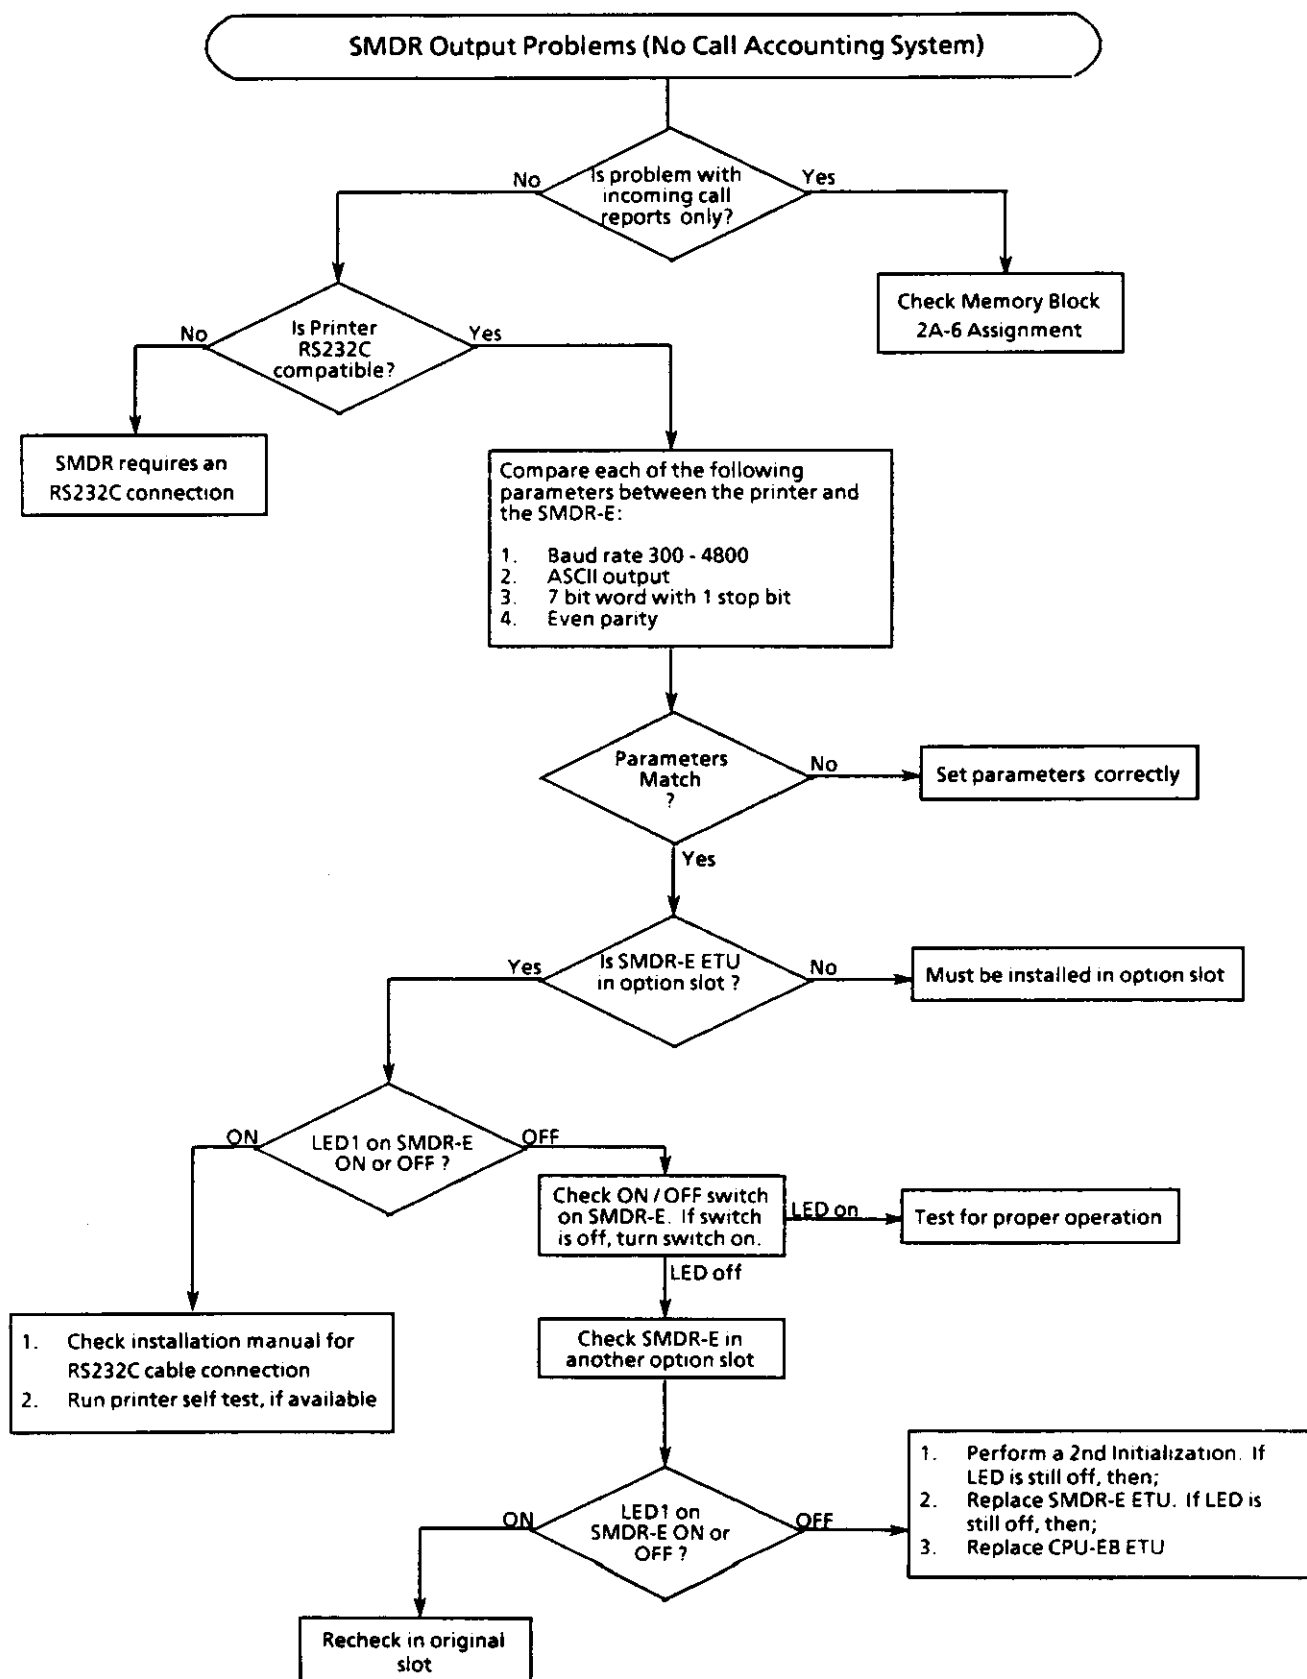 SMDR Output Problems (No Call Accounting System)
No
Is problem with
incoming call
reports only?
Yes
Check Memory Block
2A-6 Assignment
No
Is Printer
RS232C
compatible?
Yes
SMDR requires an
RS232C connection
Compare each of the following
parameters between the printer and
the SMDR-E:
1. Baud rate 300 - 4800
2. ASCII output
3. 7 bit word with 1 stop bit
4. Even parity
Parameters
Match
?
No
Set parameters correctly
Yes
Yes
Is SMDR-E ETU
in option slot ?
No
Must be installed in option slot
ON
LED1 on SMDR-E
ON or OFF ?
OFF
Check ON / OFF switch
on SMDR-E. If switch
is off, turn switch on.
LED on
Test for proper operation
LED off
1. Check installation manual for
RS232C cable connection
2. Run printer self test, if available
Check SMDR-E in
another option slot
ON
LED1 on
SMDR-E ON or
OFF ?
OFF
1. Perform a 2nd Initialization. If
LED is still off, then;
2. Replace SMDR-E ETU. If LED is
still off, then;
3. Replace CPU-EB ETU
Recheck in original
slot